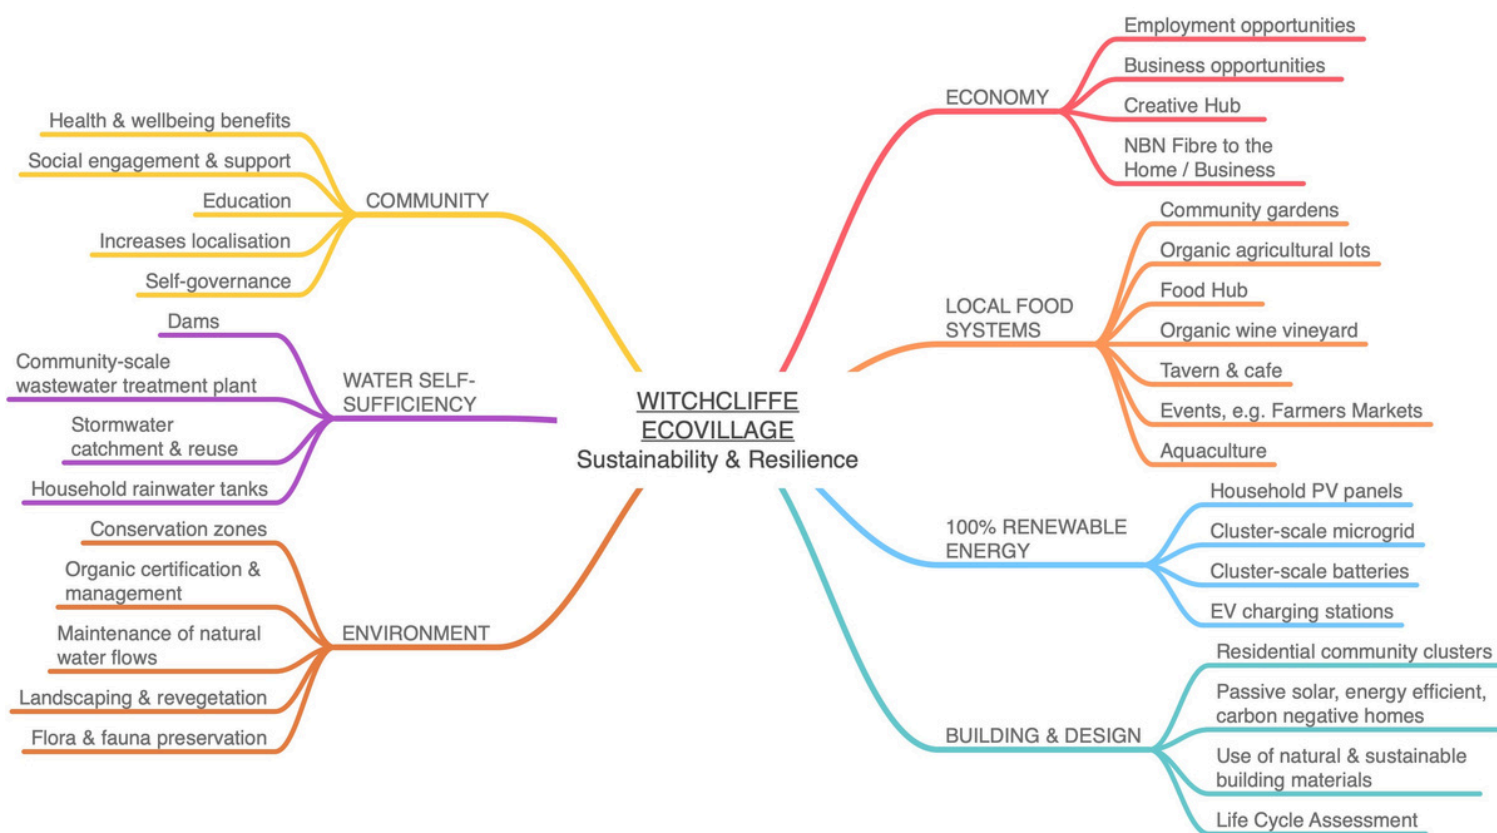 WITCHCLIFFE
ECOVILLAGE
Sustainability & Resilience
COMMUNITY
Health & wellbeing benefits
Social engagement & support
Education
Increases localisation
Self-governance
WATER SELF-
SUFFICIENCY
Dams
Community-scale
wastewater treatment plant
Stormwater
catchment & reuse
Household rainwater tanks
ENVIRONMENT
Conservation zones
Organic certification &
management
Maintenance of natural
water flows
Landscaping & revegetation
Flora & fauna preservation
ECONOMY
Employment opportunities
Business opportunities
Creative Hub
NBN Fibre to the
Home / Business
LOCAL FOOD
SYSTEMS
Community gardens
Organic agricultural lots
Food Hub
Organic wine vineyard
Tavern & cafe
Events, e.g. Farmers Markets
Aquaculture
100% RENEWABLE
ENERGY
Household PV panels
Cluster-scale microgrid
Cluster-scale batteries
EV charging stations
BUILDING & DESIGN
Residential community clusters
Passive solar, energy efficient,
carbon negative homes
Use of natural & sustainable
building materials
Life Cycle Assessment